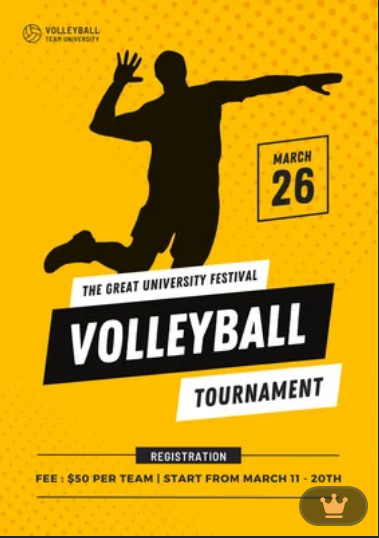 VOLLEYBALL
TEAM UNIVERSITY
MARCH
26
THE GREAT UNIVERSITY FESTIVAL
VOLLEYBALL
TOURNAMENT
REGISTRATION
FEE : $50 PER TEAM | START FROM MARCH 11 - 20TH